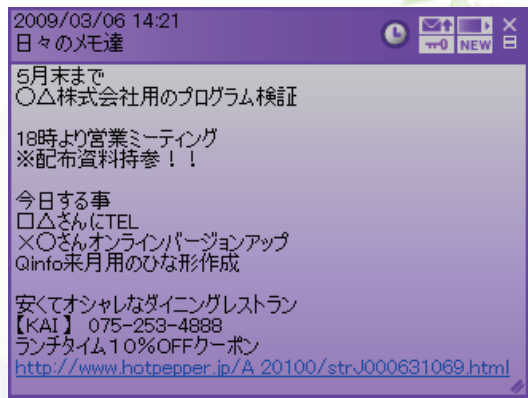 2009/03/06 14:21
日々のメモ達
NEW
5月末まで
○△株式会社用のプログラム検証
18時より営業ミーティング
※配布資料持参！！
今日する事
□△さんにTEL
×○さんオンラインバージョンアップ
Qinfo来月用のひな形作成
安くてオシャレなダイニングレストラン
【KAI】 075-253-4888
ランチタイム１０%OFFクーポン
http://www.hotpepper.jp/A_20100/strJ000631069.html